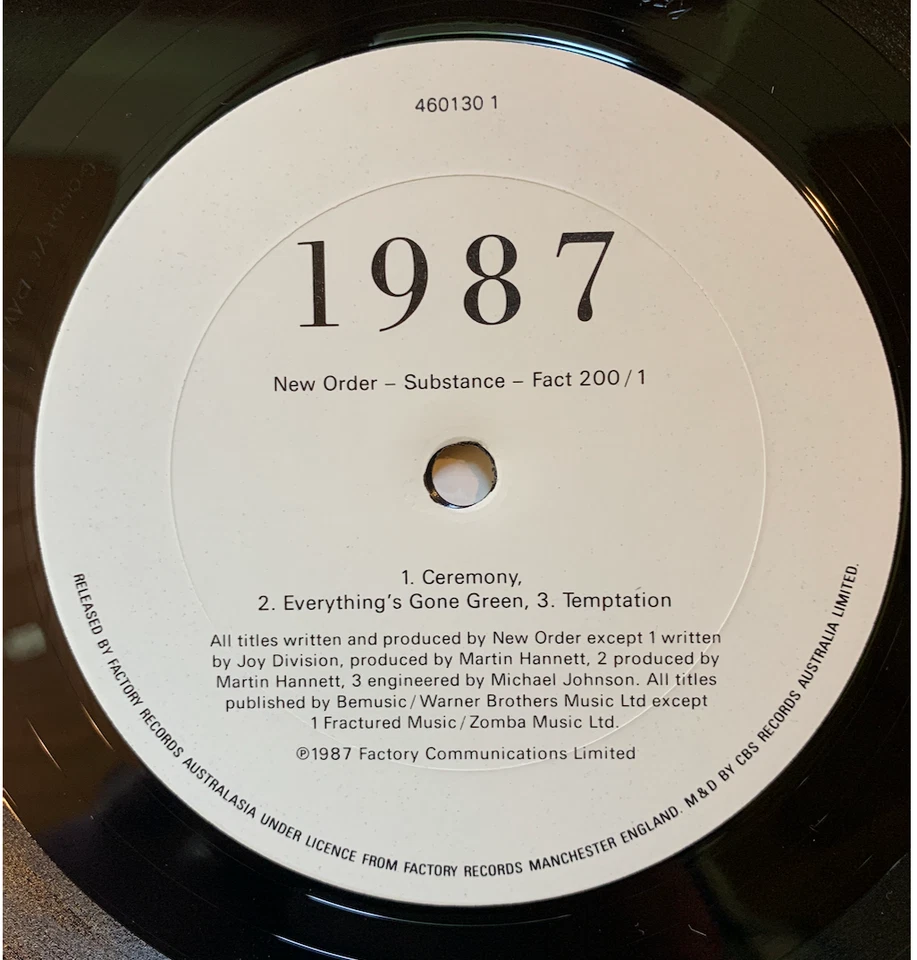 460130 1
1987
New Order – Substance – Fact 200/1
1. Ceremony,
2. Everything's Gone Green, 3. Temptation
All titles written and produced by New Order except 1 written
by Joy Division, produced by Martin Hannett, 2 produced by
Martin Hannett, 3 engineered by Michael Johnson. All titles
published by Bemusic/Warner Brothers Music Ltd except
1 Fractured Music/Zomba Music Ltd.
℗1987 Factory Communications Limited
RELEASED BY FACTORY RECORDS AUSTRALASIA UNDER LICENCE FROM FACTORY RECORDS MANCHESTER ENGLAND. M&D BY CBS RECORDS AUSTRALIA LIMITED.